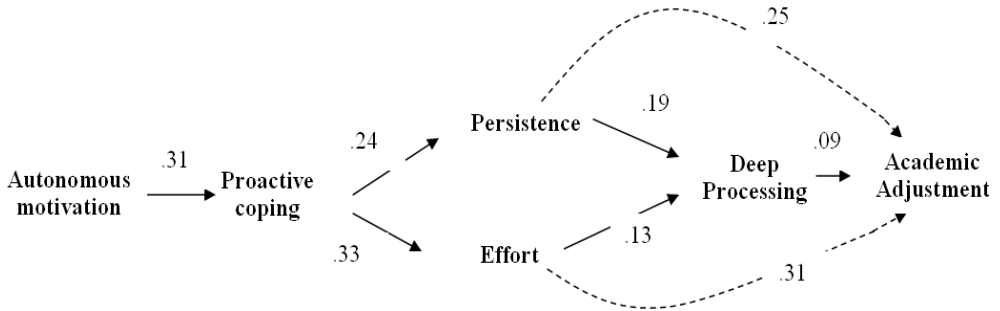 .25
.19
Persistence
.24
.09
.31
Deep
Processing
Academic
Adjustment
Autonomous
motivation
Proactive
coping
.13
.33
Effort
.31